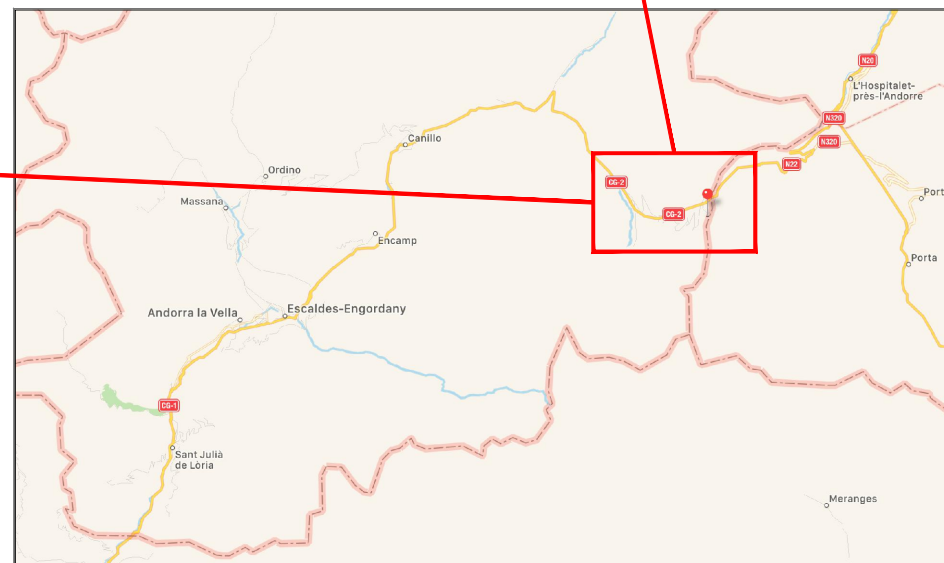 N20
L'Hospitalet-
près-l'Andorre
N320
N320
Canillo
N22
Ordino
CG-2
Massana
Port
CG-2
Encamp
Porta
Andorra la Vella
Escaldes-Engordany
CG-1
Sant Julià
de Lòria
Meranges